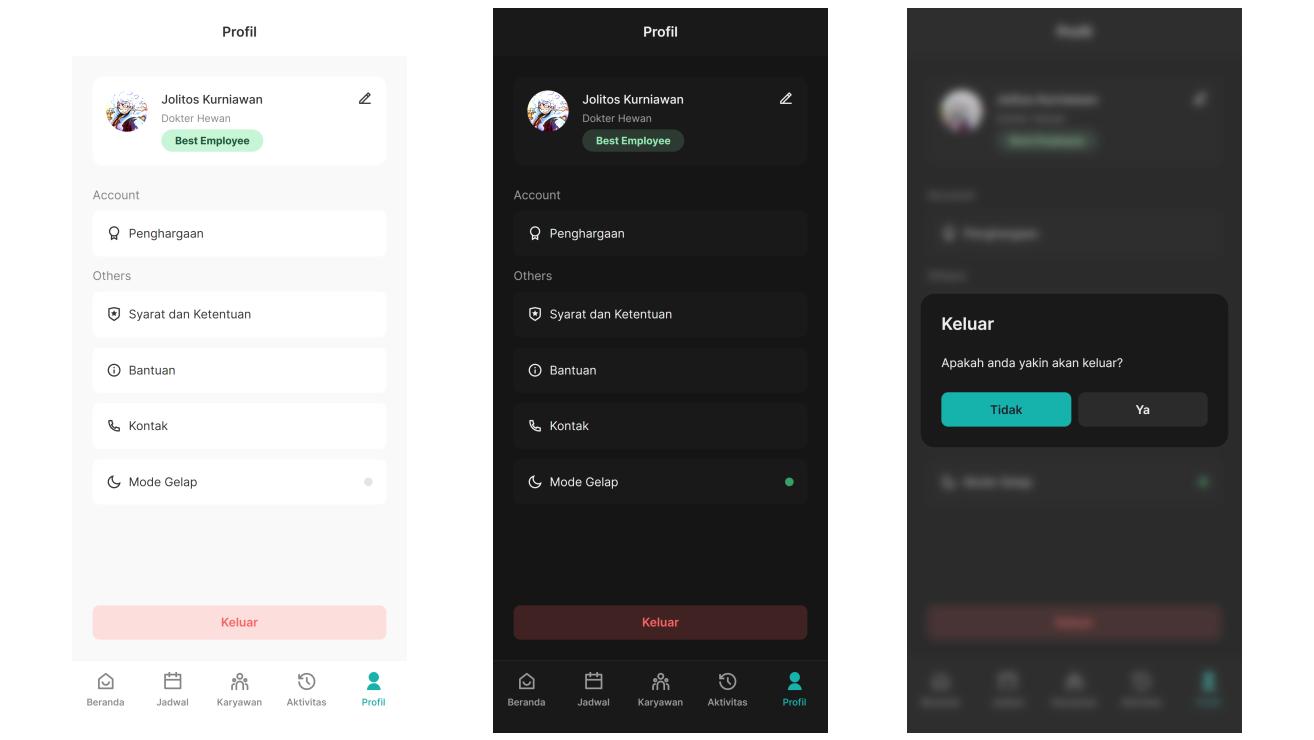 Profil
Jolitos Kurniawan
Dokter Hewan
Best Employee
Account
Penghargaan
Others
Syarat dan Ketentuan
Bantuan
Kontak
Mode Gelap
Keluar
Beranda
Jadwal
Karyawan
Aktivitas
Profil
Profil
Jolitos Kurniawan
Dokter Hewan
Best Employee
Account
Penghargaan
Others
Syarat dan Ketentuan
Bantuan
Kontak
Mode Gelap
Keluar
Beranda
Jadwal
Karyawan
Aktivitas
Profil
Keluar
Apakah anda yakin akan keluar?
Tidak
Ya